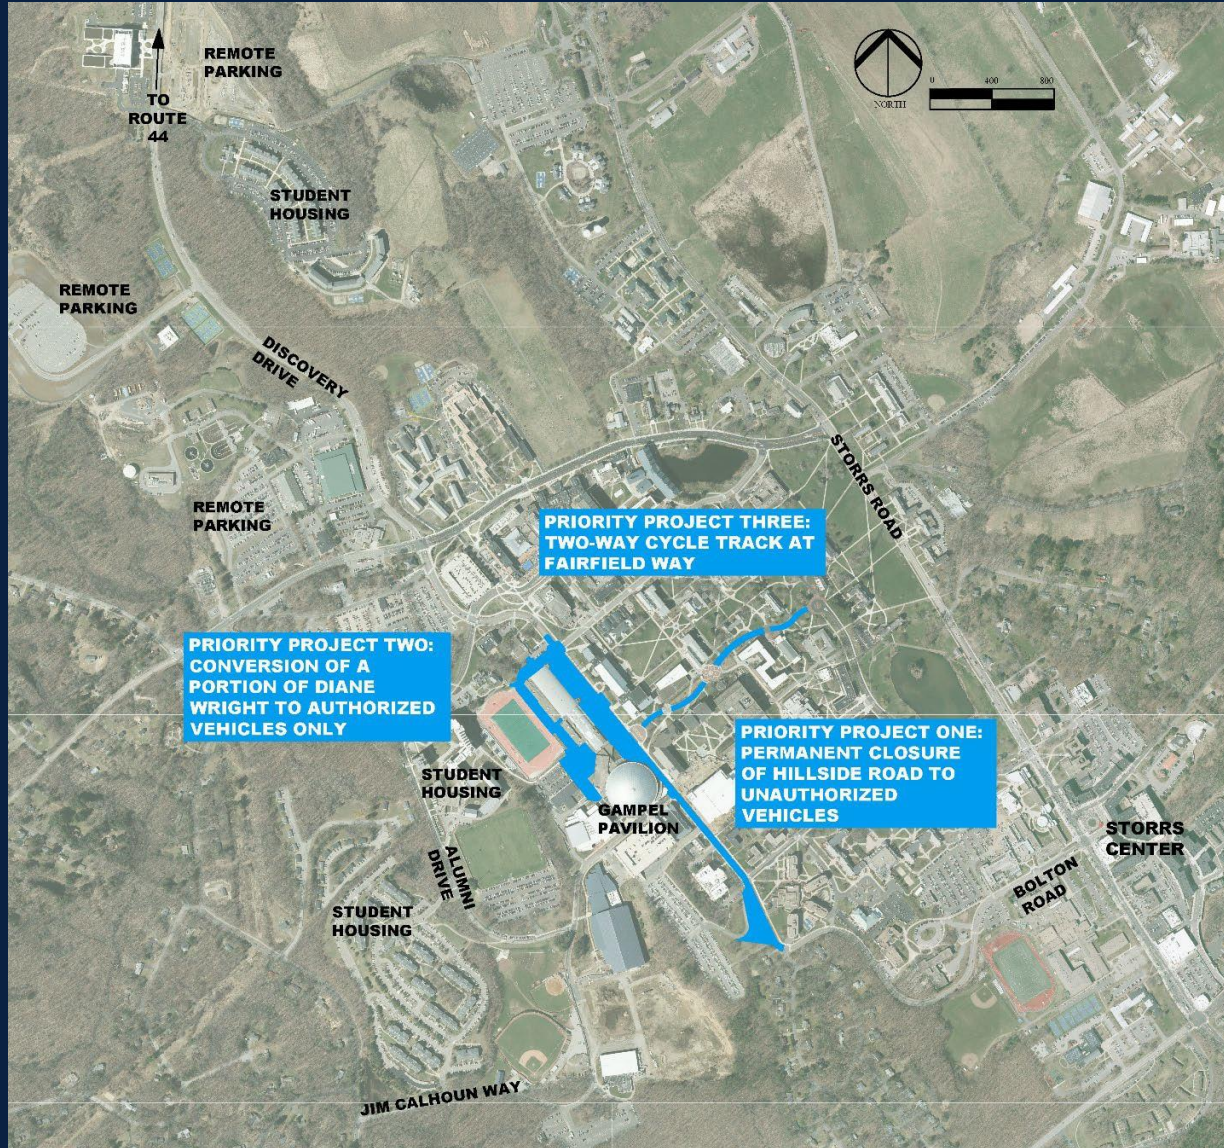 REMOTE
PARKING
TO
ROUTE
44
NORTH
0 400 800
STUDENT
HOUSING
REMOTE
PARKING
DISCOVERY
DRIVE
STORRS ROAD
REMOTE
PARKING
PRIORITY PROJECT THREE:
TWO-WAY CYCLE TRACK AT
FAIRFIELD WAY
PRIORITY PROJECT TWO:
CONVERSION OF A
PORTION OF DIANE
WRIGHT TO AUTHORIZED
VEHICLES ONLY
PRIORITY PROJECT ONE:
PERMANENT CLOSURE
OF HILLSIDE ROAD TO
UNAUTHORIZED
VEHICLES
STUDENT
HOUSING
GAMPEL
PAVILION
STORRS
CENTER
ALUMNI
DRIVE
BOLTON
ROAD
STUDENT
HOUSING
JIM CALHOUN WAY